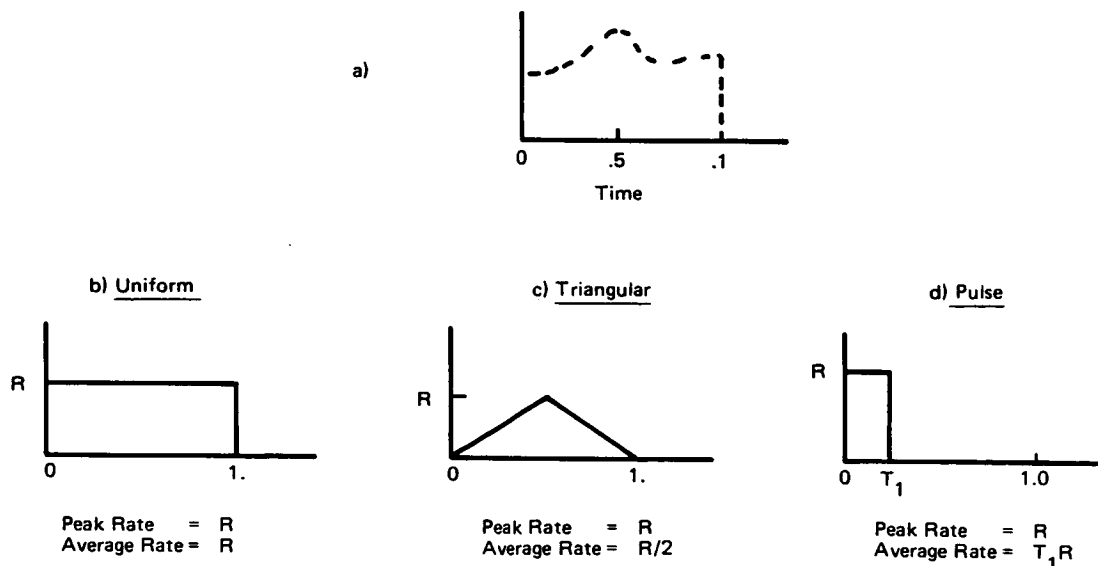 a)
0 .5 .1
Time
b) Uniform
c) Triangular
d) Pulse
R
R
R
0 1.
0 1.
0 T1 1.0
Peak Rate = R
Average Rate = R
Peak Rate = R
Average Rate = R/2
Peak Rate = R
Average Rate = T1R